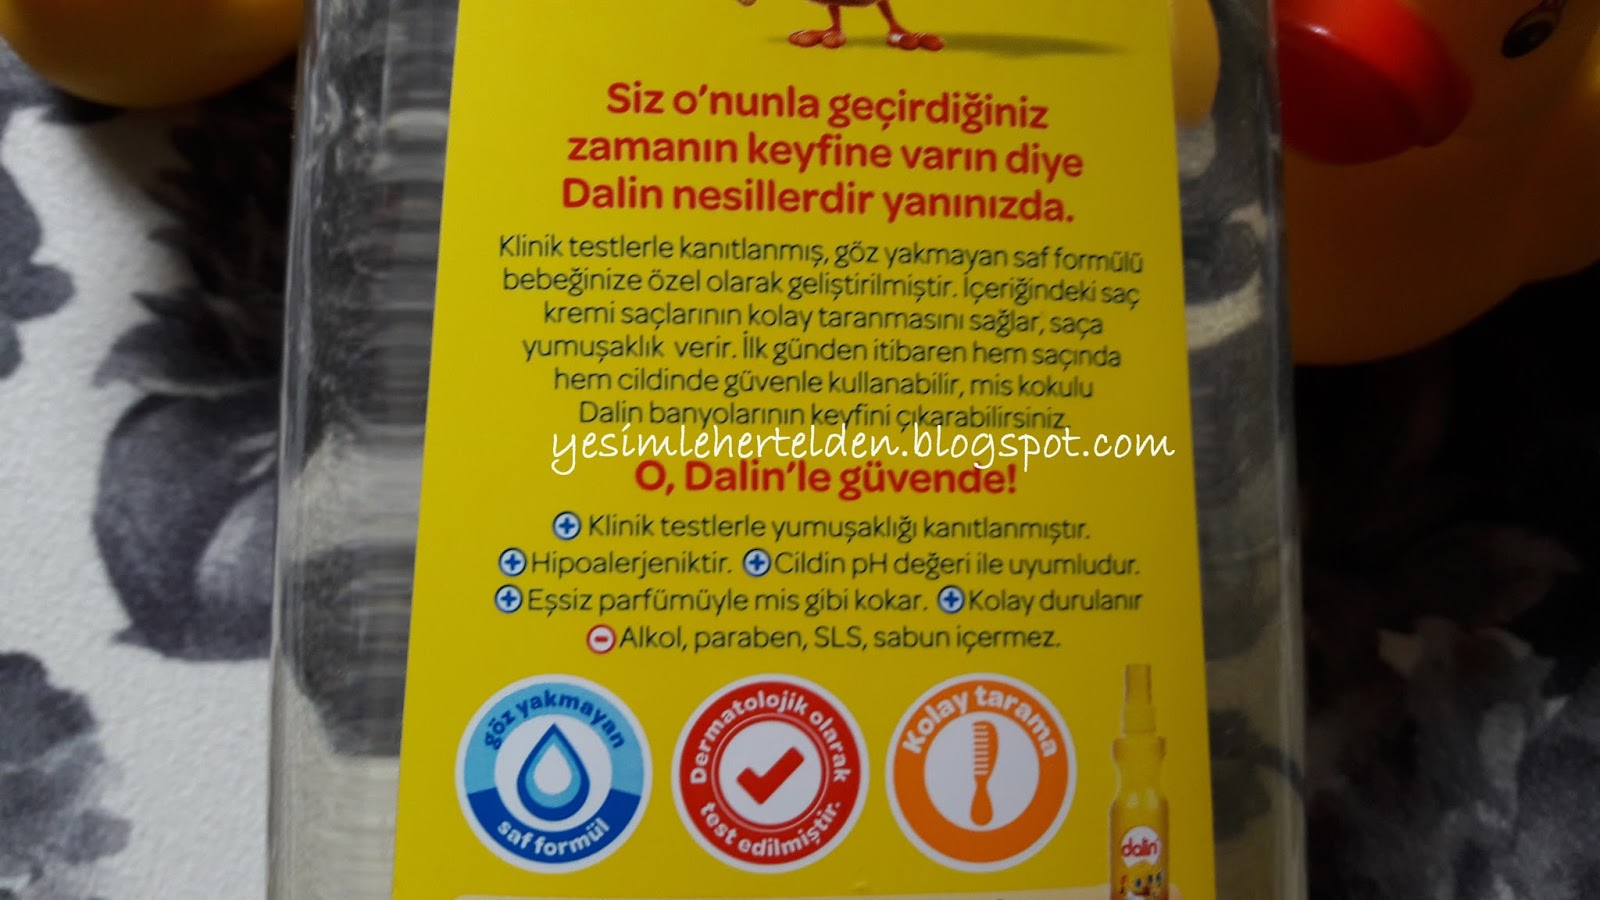 Siz o'nunla geçirdiğiniz
zamanın keyfine varın diye
Dalin nesillerdir yanınızda.
Klinik testlerle kanıtlanmış, göz yakmayan saf formülü
bebeğinize özel olarak geliştirilmiştir. İçeriğindeki saç
kremi saçlarının kolay taranmasını sağlar, saça
yumuşaklık verir. İlk günden itibaren hem saçında
hem cildinde güvenle kullanabilir, mis kokulu
Dalin banyolarının keyfini çıkarabilirsiniz.
yesimlehertelden.blogspot.com
O, Dalin'le güvende!
Klinik testlerle yumuşaklığı kanıtlanmıştır.
Hipoalerjeniktir. Cildin pH değeri ile uyumludur.
Eşsiz parfümüyle mis gibi kokar. Kolay durulanır
Alkol, paraben, SLS, sabun içermez.
göz yakmayan
saf formül
Dermatolojik olarak
test edilmiştir.
Kolay tarama
dalin